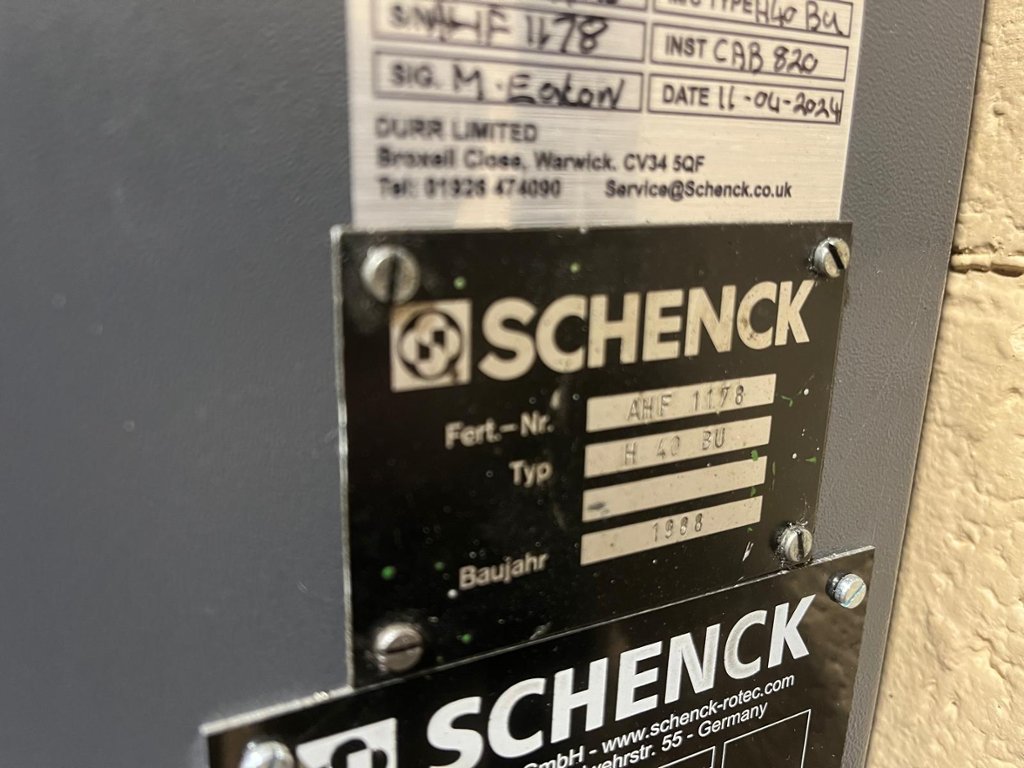 M/C TYPE H40 BU
S/N AHF 1178
INST CAB 820
SIG. M. Eaton
DATE 11-04-2024
DURR LIMITED
Broxell Close, Warwick. CV34 5QF
Tel: 01926 474090 Service@Schenck.co.uk
SCHENCK
Fert.-Nr. AHF 1178
Typ H 40 BU
Baujahr 1988
SCHENCK
GmbH - www.schenck-rotec.com
55 - Germany